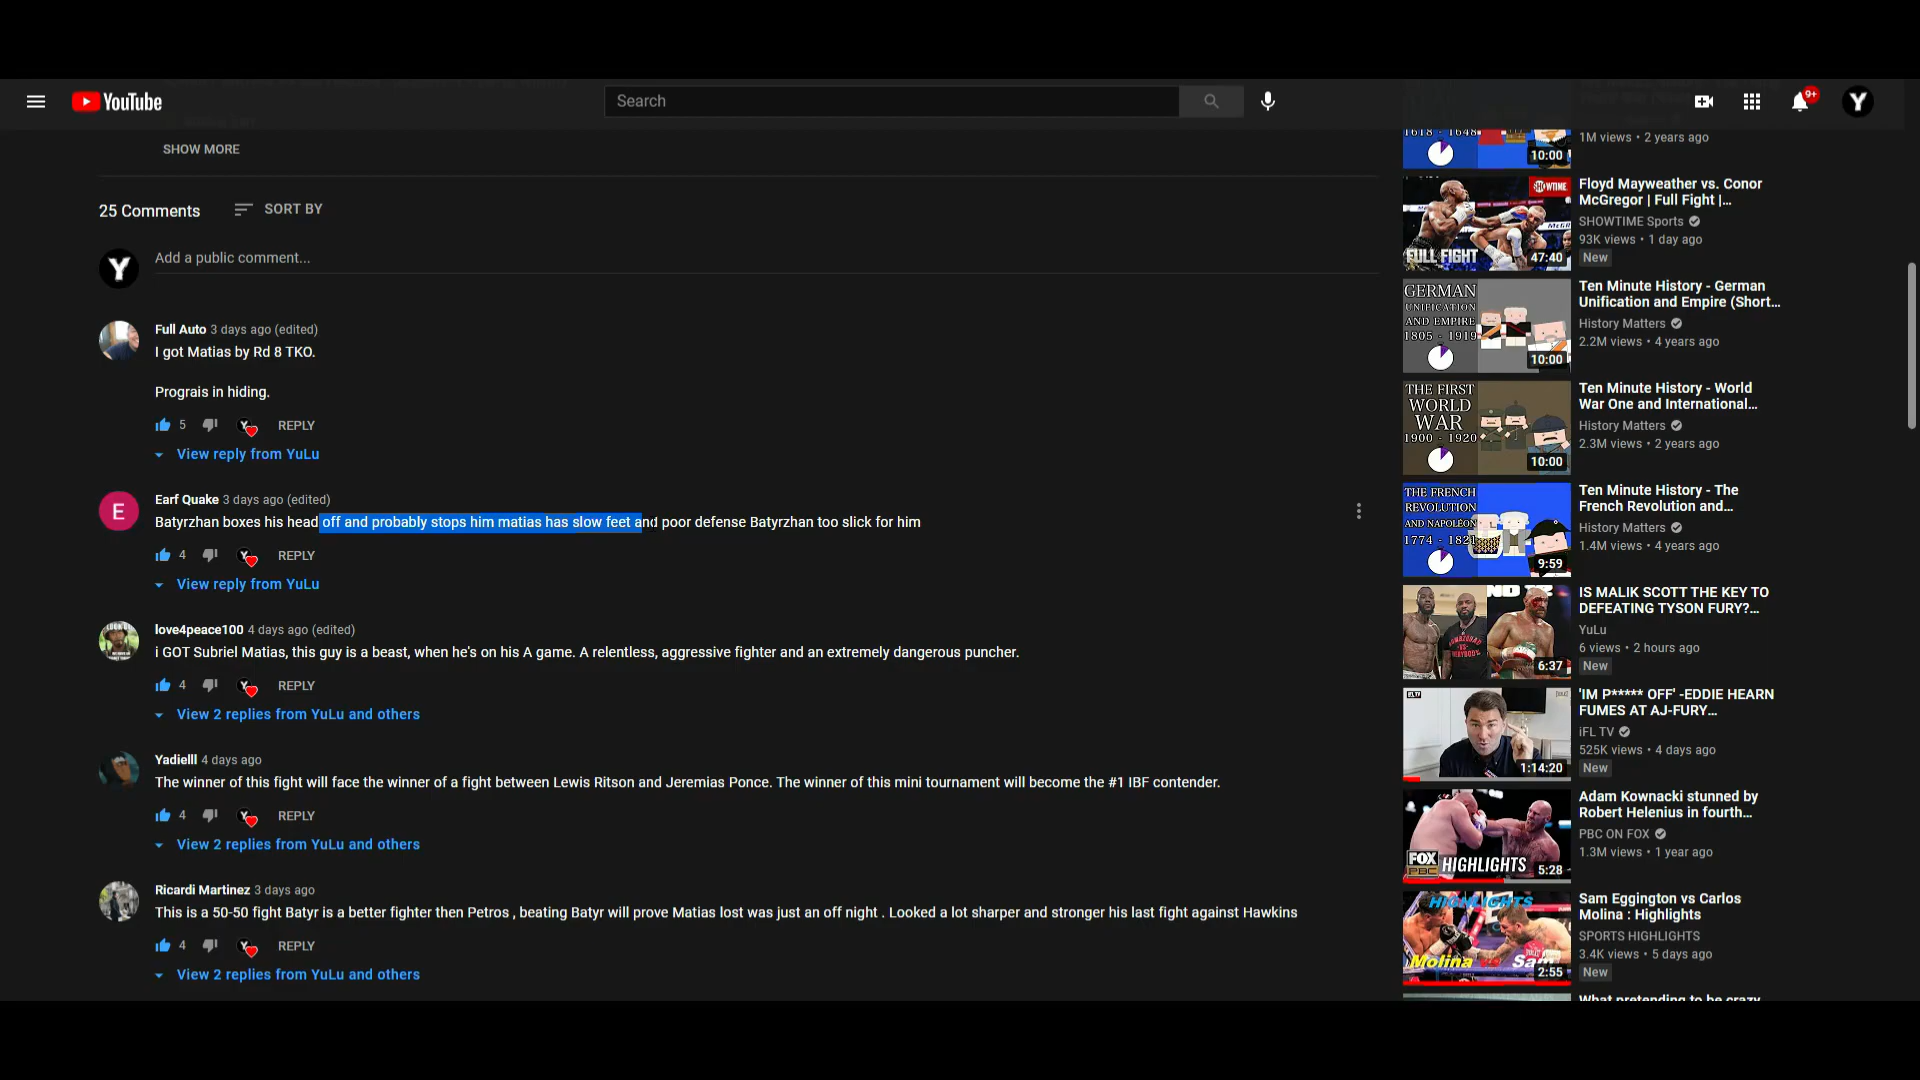 YouTube
Search
9+
Y
SHOW MORE
25 Comments
SORT BY
Y
Add a public comment...
Full Auto 3 days ago (edited)
I got Matias by Rd 8 TKO.
Prograis in hiding.
5
REPLY
View reply from YuLu
E
Earf Quake 3 days ago (edited)
Batyrzhan boxes his head off and probably stops him matias has slow feet and poor defense Batyrzhan too slick for him
4
REPLY
View reply from YuLu
love4peace100 4 days ago (edited)
i GOT Subriel Matias, this guy is a beast, when he's on his A game. A relentless, aggressive fighter and an extremely dangerous puncher.
4
REPLY
View 2 replies from YuLu and others
Yadielll 4 days ago
The winner of this fight will face the winner of a fight between Lewis Ritson and Jeremias Ponce. The winner of this mini tournament will become the #1 IBF contender.
4
REPLY
View 2 replies from YuLu and others
Ricardi Martinez 3 days ago
This is a 50-50 fight Batyr is a better fighter then Petros , beating Batyr will prove Matias lost was just an off night . Looked a lot sharper and stronger his last fight against Hawkins
4
REPLY
View 2 replies from YuLu and others
1618 - 1648
10:00
1M views • 2 years ago
SHOWTIME
FULL FIGHT
47:40
Floyd Mayweather vs. Conor
McGregor | Full Fight |...
SHOWTIME Sports
93K views • 1 day ago
New
GERMAN
UNIFICATION
AND EMPIRE
1805 - 1919
10:00
Ten Minute History - German
Unification and Empire (Short...
History Matters
2.2M views • 4 years ago
THE FIRST
WORLD
WAR
1900 - 1920
10:00
Ten Minute History - World
War One and International...
History Matters
2.3M views • 2 years ago
THE FRENCH
REVOLUTION
AND NAPOLEON
1774 - 1821
9:59
Ten Minute History - The
French Revolution and...
History Matters
1.4M views • 4 years ago
6:37
IS MALIK SCOTT THE KEY TO
DEFEATING TYSON FURY?...
YuLu
6 views • 2 hours ago
New
iFL TV
1:14:20
'IM P***** OFF' -EDDIE HEARN
FUMES AT AJ-FURY...
iFL TV
525K views • 4 days ago
New
FOX
PBC
HIGHLIGHTS
5:28
Adam Kownacki stunned by
Robert Helenius in fourth...
PBC ON FOX
1.3M views • 1 year ago
HIGHLIGHTS
Molina
2:55
Sam Eggington vs Carlos
Molina : Highlights
SPORTS HIGHLIGHTS
3.4K views • 5 days ago
New
What pretending to be crazy